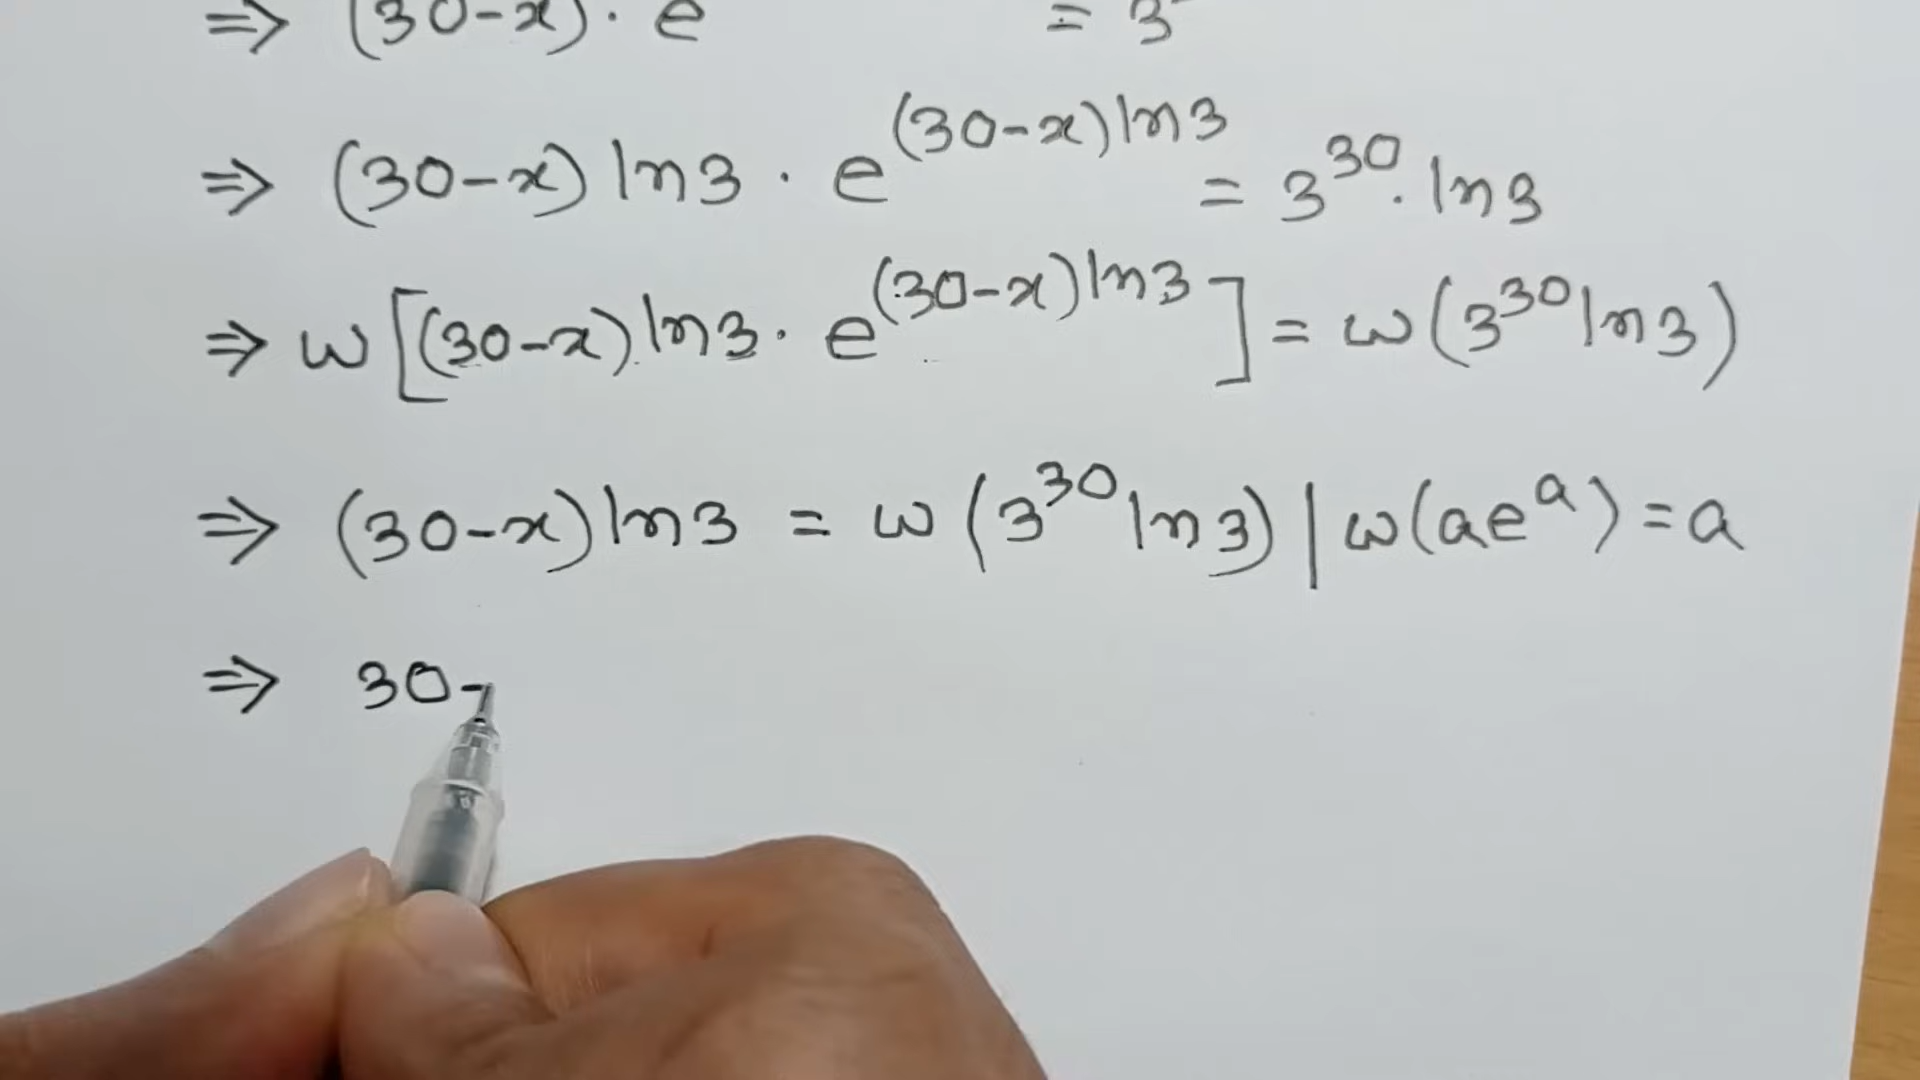 ⇒ (30-x) · e = 3
⇒ (30-x) ln3 · e^(30-x)ln3 = 3^30 · ln3
⇒ w[(30-x) ln3 · e^(30-x)ln3] = w(3^30 ln3)
⇒ (30-x) ln3 = w(3^30 ln3) | w(ae^a) = a
⇒ 30-